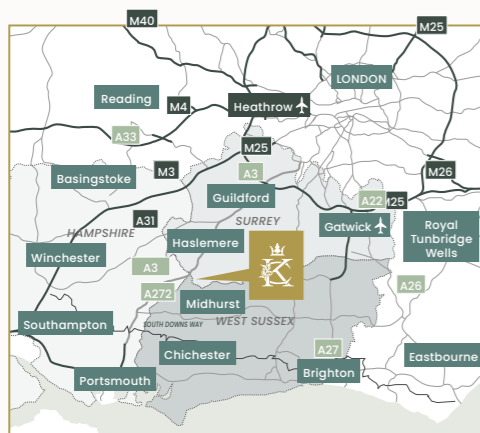 M40
M25
LONDON
Reading
M4
Heathrow
A33
M25
M3
A3
M26
Basingstoke
Guildford
A22
M25
A31
SURREY
Gatwick
Royal
Tunbridge
Wells
HAMPSHIRE
Haslemere
Winchester
A3
K
A26
A272
Midhurst
Southampton
SOUTH DOWNS WAY
WEST SUSSEX
A27
Chichester
Eastbourne
Portsmouth
Brighton